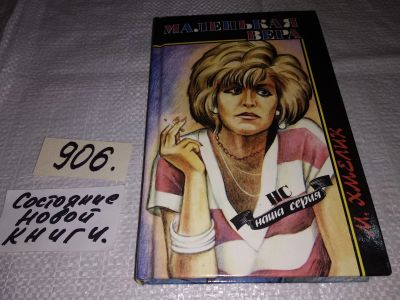 МАЛЕНЬКАЯ
ВЕРА
НС
наша серия
М. ХМЕЛИК
906.
Состояние
новой
книги.